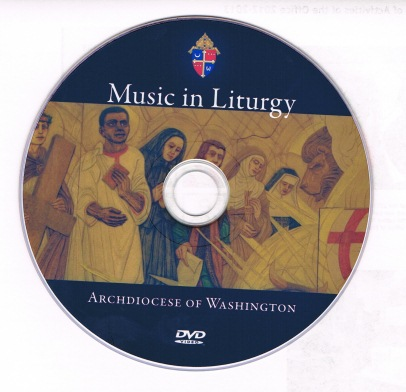 Music in Liturgy
ARCHDIOCESE OF WASHINGTON
DVD
VIDEO